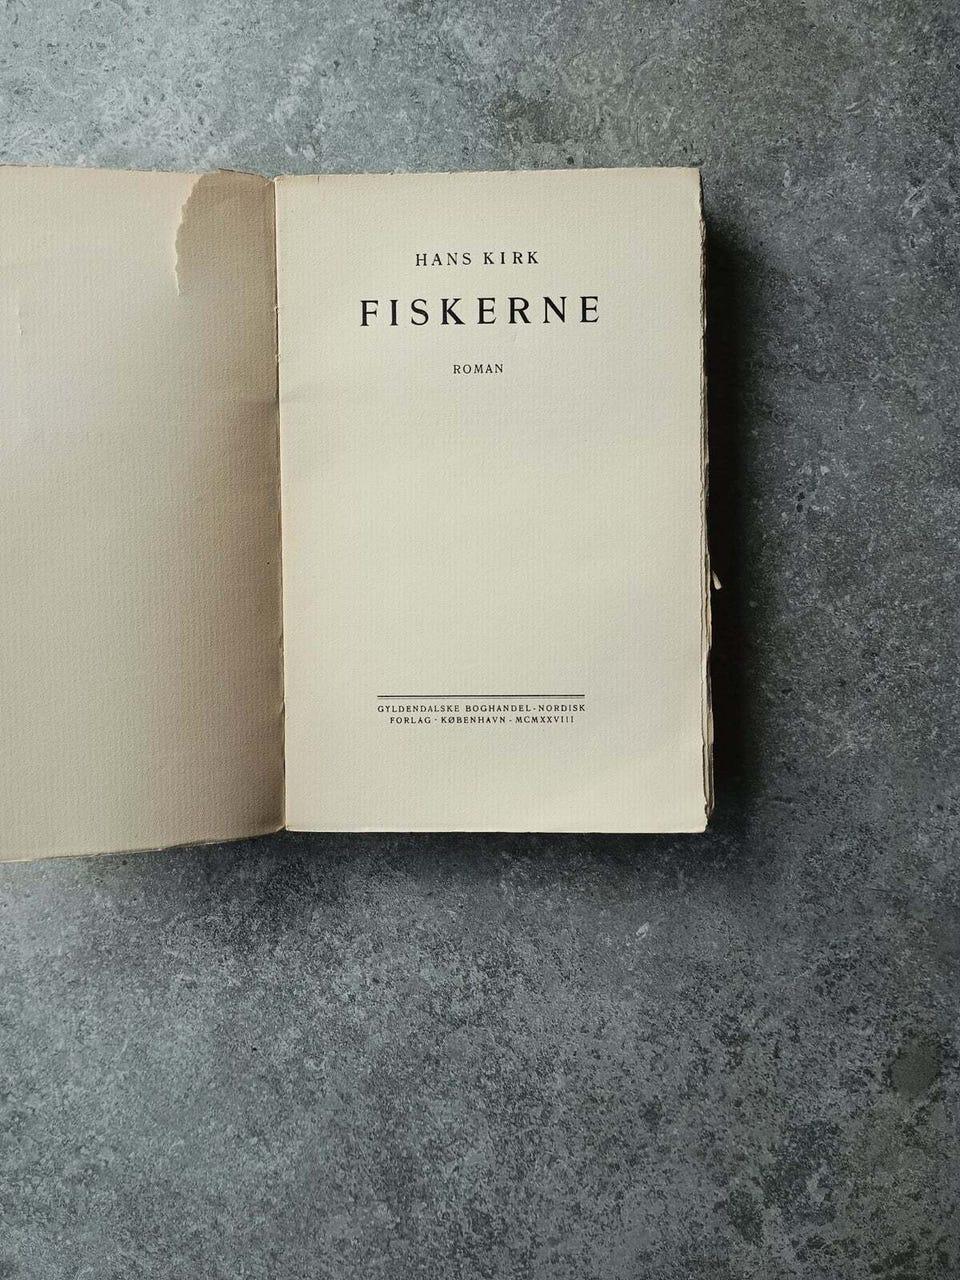 HANS KIRK
FISKERNE
ROMAN
GYLDENDALSKE BOGHANDEL - NORDISK
FORLAG - KØBENHAVN - MCMXXVIII